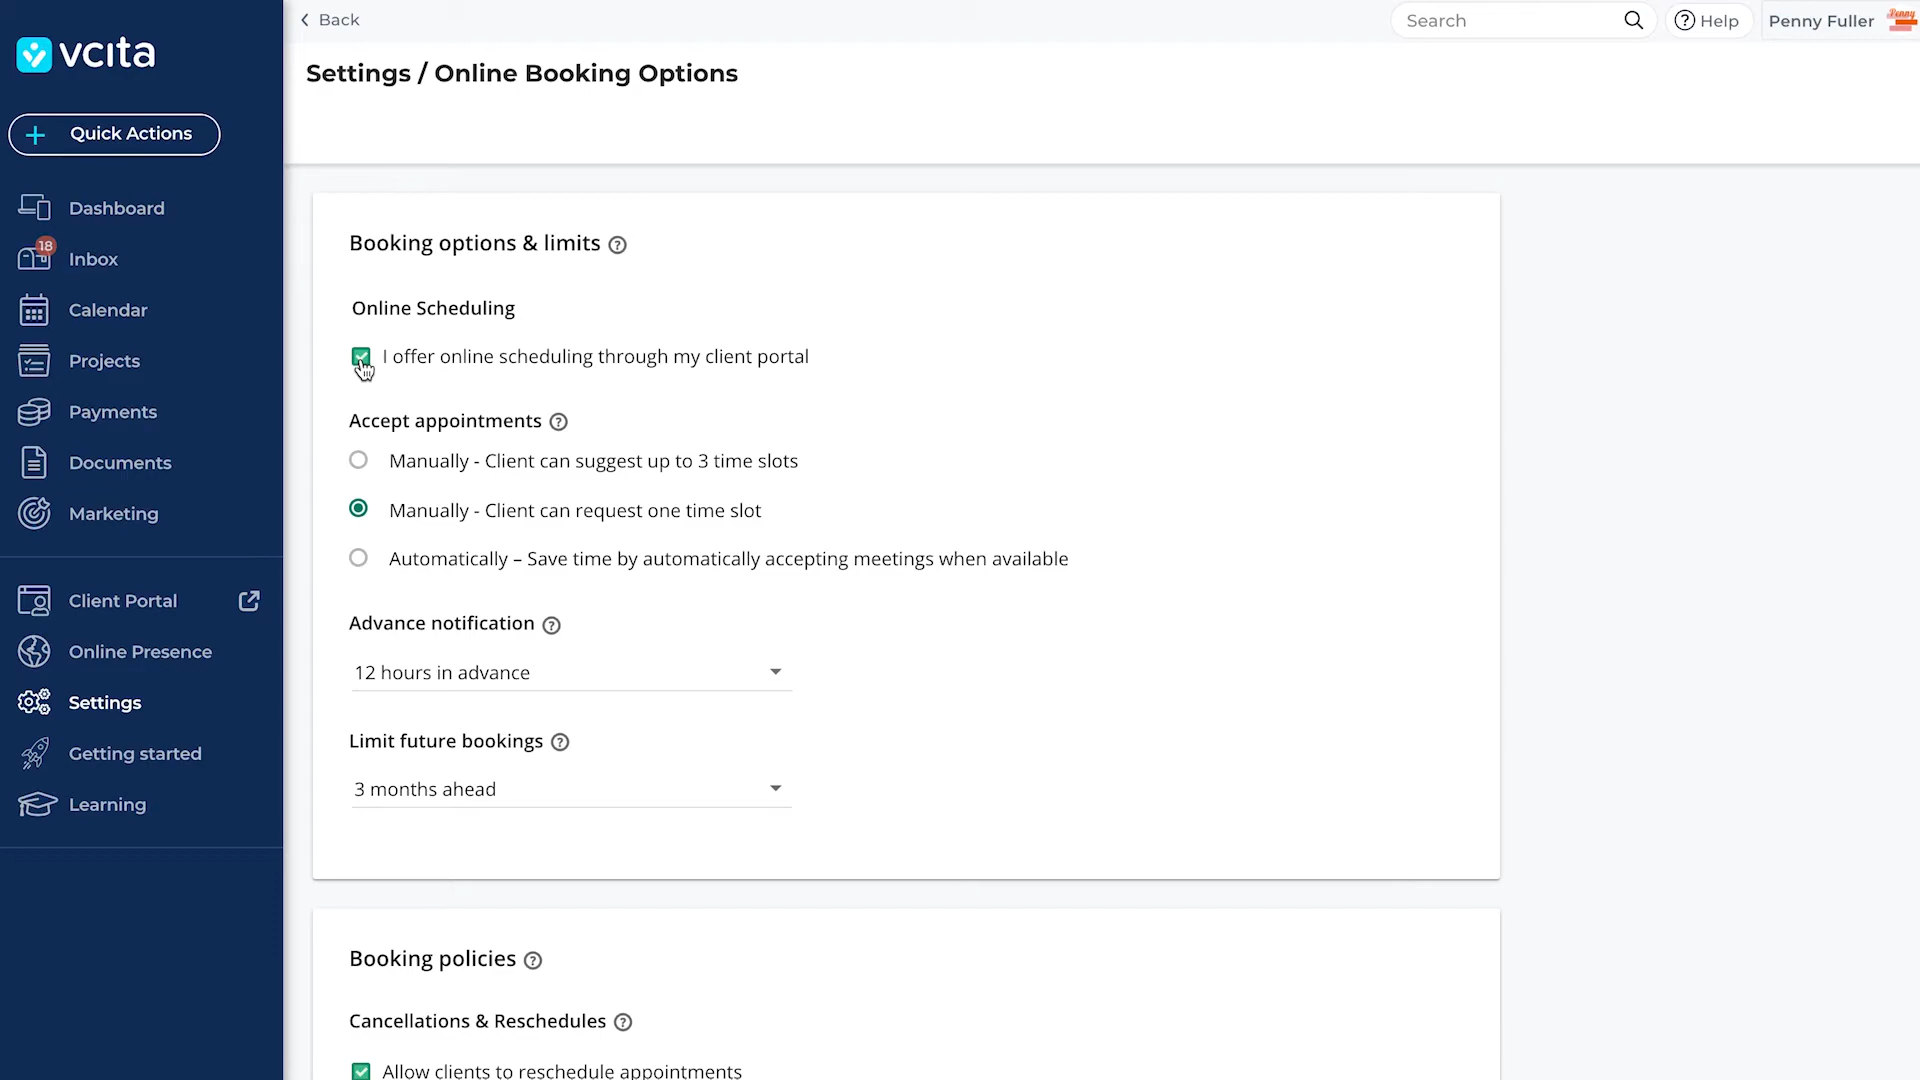 Back
Search
Help
Penny Fuller
Penny
vcita
Settings / Online Booking Options
Quick Actions
Dashboard
18
Inbox
Calendar
Projects
Payments
Documents
Marketing
Client Portal
Online Presence
Settings
Getting started
Learning
Booking options & limits
Online Scheduling
I offer online scheduling through my client portal
Accept appointments
Manually - Client can suggest up to 3 time slots
Manually - Client can request one time slot
Automatically – Save time by automatically accepting meetings when available
Advance notification
12 hours in advance
Limit future bookings
3 months ahead
Booking policies
Cancellations & Reschedules
Allow clients to reschedule appointments